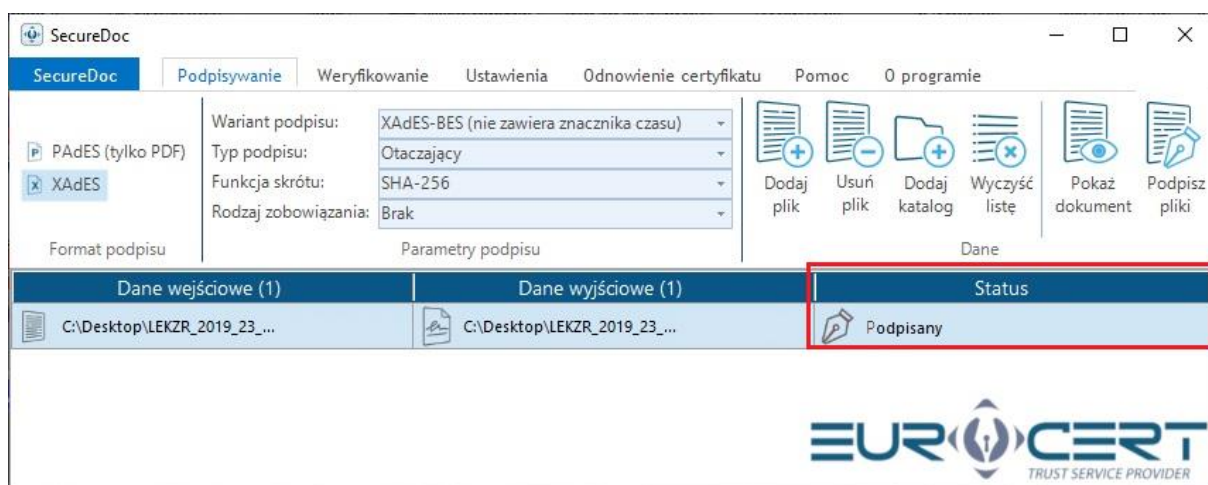 SecureDoc
SecureDoc Podpisywanie Weryfikowanie Ustawienia Odnowienie certyfikatu Pomoc O programie
PAdES (tylko PDF)
XAdES
Format podpisu
Wariant podpisu: XAdES-BES (nie zawiera znacznika czasu)
Typ podpisu: Otaczający
Funkcja skrótu: SHA-256
Rodzaj zobowiązania: Brak
Parametry podpisu
Dodaj plik
Usuń plik
Dodaj katalog
Wyczyść listę
Pokaż dokument
Podpisz pliki
Dane
Dane wejściowe (1) Dane wyjściowe (1) Status
C:\Desktop\LEKZR_2019_23_... C:\Desktop\LEKZR_2019_23_... Podpisany
EUROCERT
TRUST SERVICE PROVIDER